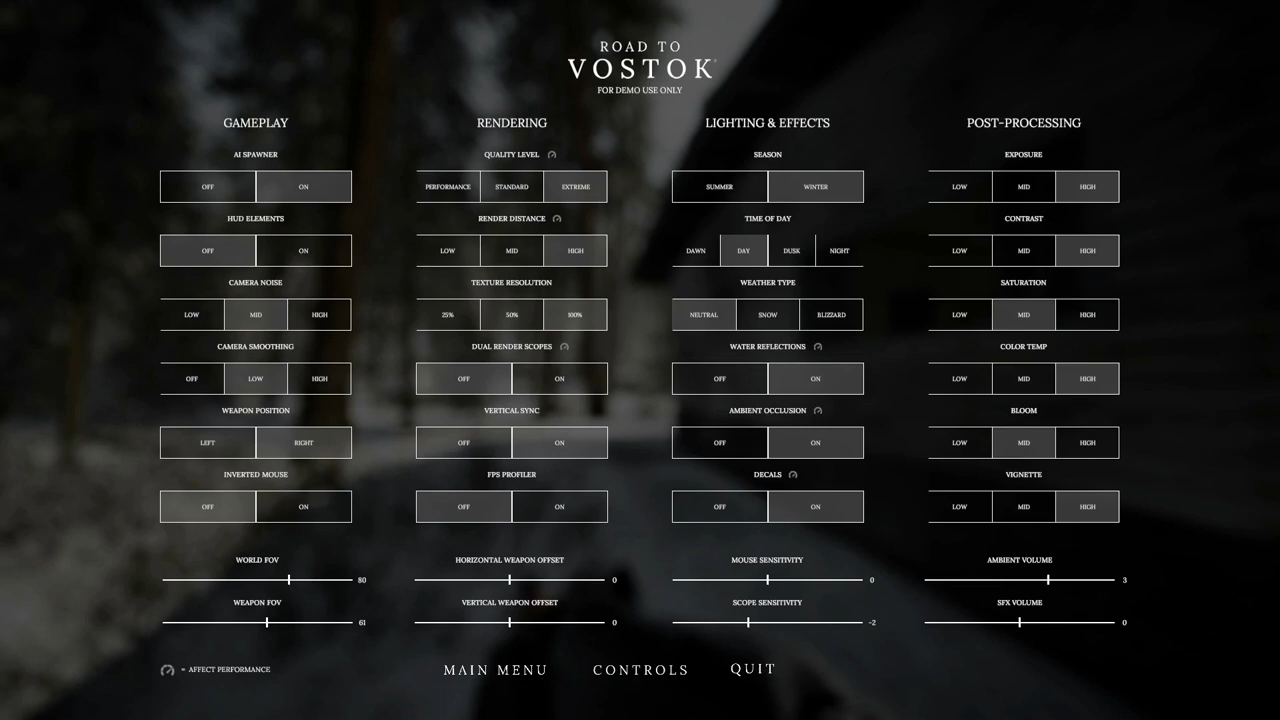 ROAD TO
VOSTOK
FOR DEMO USE ONLY
GAMEPLAY RENDERING LIGHTING & EFFECTS POST-PROCESSING
AI SPAWNER QUALITY LEVEL SEASON EXPOSURE
OFF ON PERFORMANCE STANDARD EXTREME SUMMER WINTER LOW MID HIGH
HUD ELEMENTS RENDER DISTANCE TIME OF DAY CONTRAST
OFF ON LOW MID HIGH DAWN DAY DUSK NIGHT LOW MID HIGH
CAMERA NOISE TEXTURE RESOLUTION WEATHER TYPE SATURATION
LOW MID HIGH 25% 50% 100% NEUTRAL SNOW BLIZZARD LOW MID HIGH
CAMERA SMOOTHING DUAL RENDER SCOPES WATER REFLECTIONS COLOR TEMP
OFF LOW HIGH OFF ON OFF ON LOW MID HIGH
WEAPON POSITION VERTICAL SYNC AMBIENT OCCLUSION BLOOM
LEFT RIGHT OFF ON OFF ON LOW MID HIGH
INVERTED MOUSE FPS PROFILER DECALS VIGNETTE
OFF ON OFF ON OFF ON LOW MID HIGH
WORLD FOV HORIZONTAL WEAPON OFFSET MOUSE SENSITIVITY AMBIENT VOLUME
80 0 0 3
WEAPON FOV VERTICAL WEAPON OFFSET SCOPE SENSITIVITY SFX VOLUME
61 0 -2 0
= AFFECT PERFORMANCE MAIN MENU CONTROLS QUIT